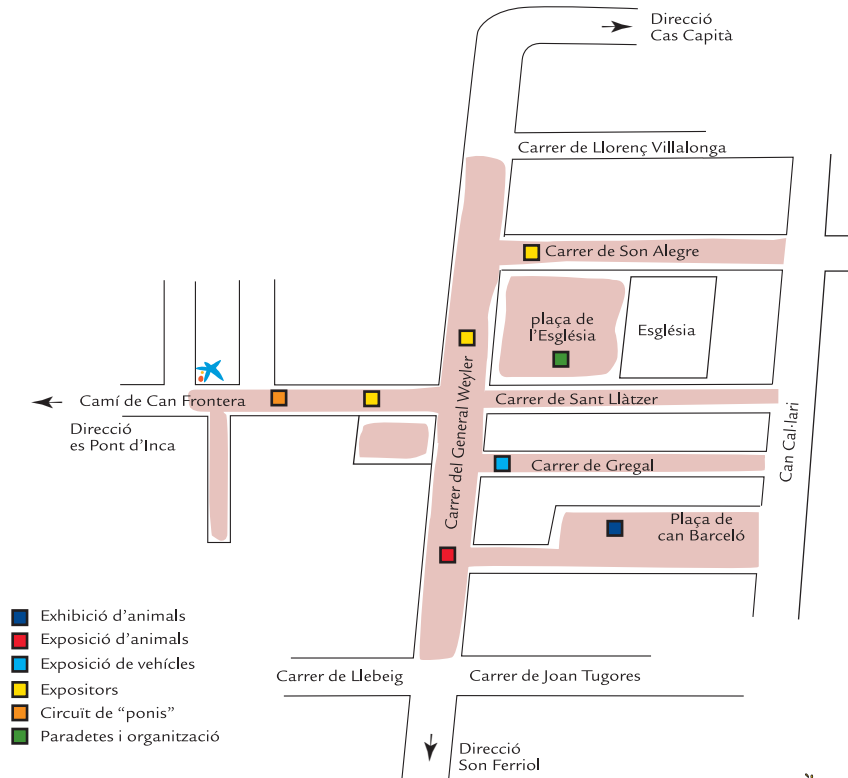 Direcció
Cas Capità
Carrer de Llorenç Villalonga
Carrer de Son Alegre
plaça de
l'Església
Església
Camí de Can Frontera
Carrer de Sant Llàtzer
Direcció
es Pont d'Inca
Carrer del General Weyler
Can Cal·lari
Carrer de Gregal
Plaça de
can Barceló
Exhibició d'animals
Exposició d'animals
Exposició de vehícles
Expositors
Circuït de "ponis"
Paradetes i organització
Carrer de Llebeig
Carrer de Joan Tugores
Direcció
Son Ferriol